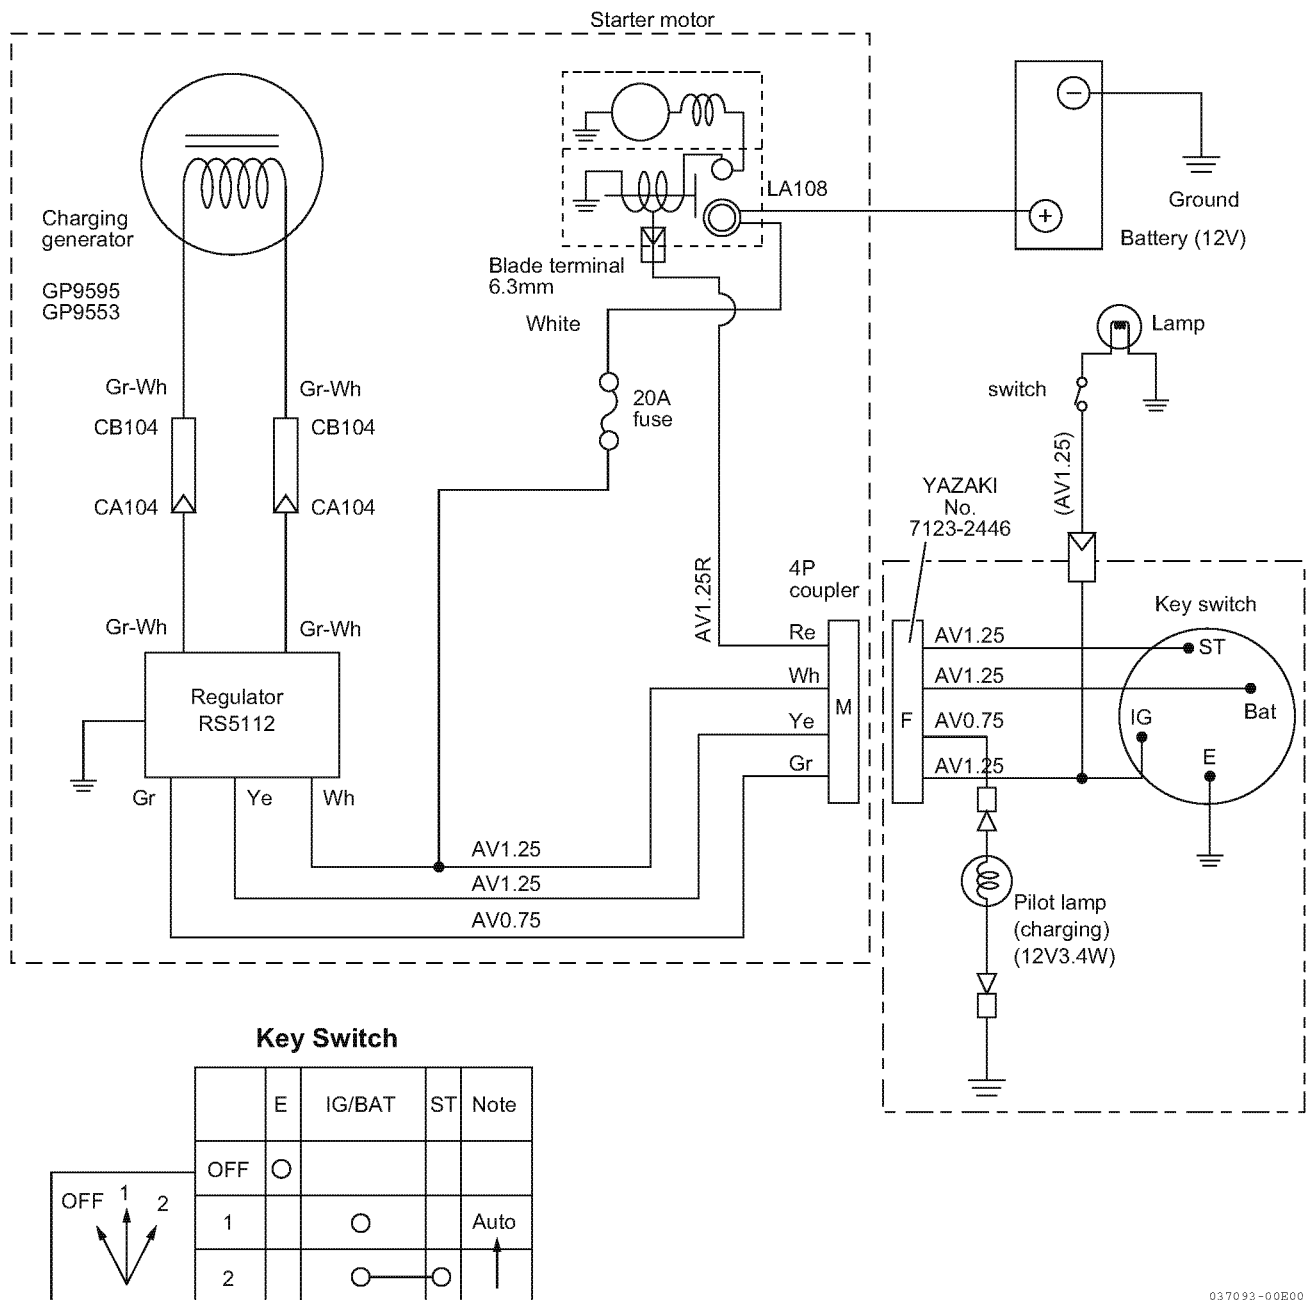 Starter motor
LA108
−
+
Ground
Battery (12V)
Charging
generator
GP9595
GP9553
Blade terminal
6.3mm
White
20A
fuse
Lamp
switch
(AV1.25)
Gr-Wh
Gr-Wh
CB104
CB104
CA104
CA104
YAZAKI
No.
7123-2446
AV1.25R
4P
coupler
Key switch
Gr-Wh
Gr-Wh
Regulator
RS5112
Re
Wh
Ye
Gr
M
F
AV1.25
AV1.25
AV0.75
AV1.25
ST
Bat
IG
E
Gr
Ye
Wh
AV1.25
AV1.25
AV0.75
Pilot lamp
(charging)
(12V3.4W)
Key Switch
E IG/BAT ST Note
OFF
1 Auto
2
OFF 1 2
037093-00E00